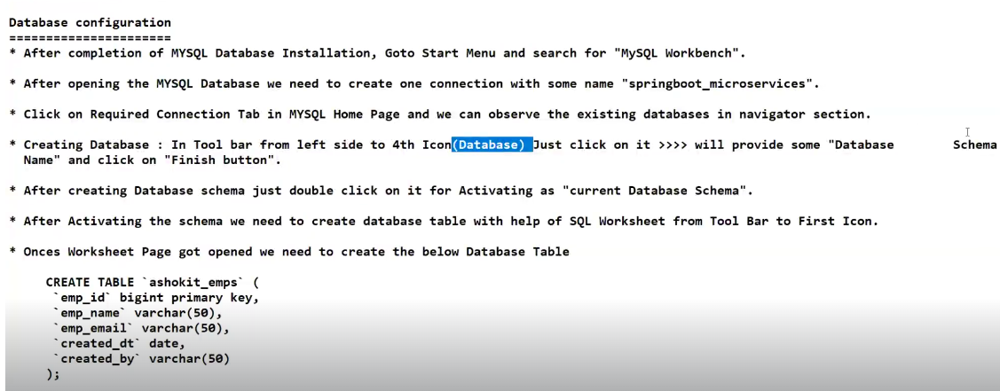 Database configuration
======================
* After completion of MYSQL Database Installation, Goto Start Menu and search for "MySQL Workbench".
* After opening the MYSQL Database we need to create one connection with some name "springboot_microservices".
* Click on Required Connection Tab in MYSQL Home Page and we can observe the existing databases in navigator section.
* Creating Database : In Tool bar from left side to 4th Icon(Database) Just click on it >>>> will provide some "Database Schema
Name" and click on "Finish button".
* After creating Database schema just double click on it for Activating as "current Database Schema".
* After Activating the schema we need to create database table with help of SQL Worksheet from Tool Bar to First Icon.
* Onces Worksheet Page got opened we need to create the below Database Table
CREATE TABLE `ashokit_emps` (
`emp_id` bigint primary key,
`emp_name` varchar(50),
`emp_email` varchar(50),
`created_dt` date,
`created_by` varchar(50)
);